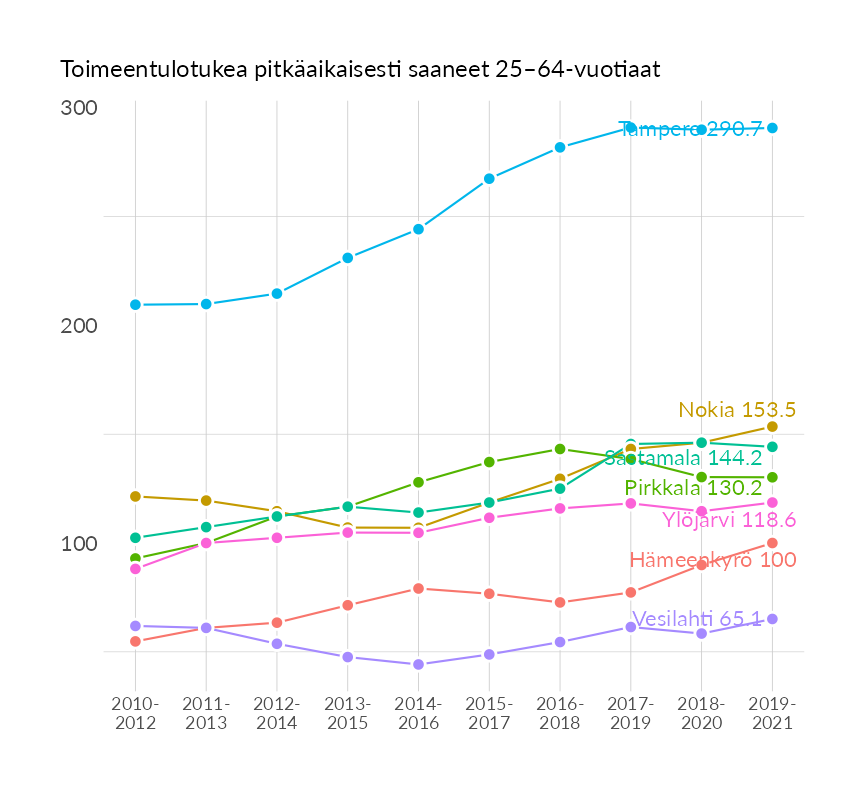 Toimeentulotukea pitkäaikaisesti saaneet 25–64-vuotiaat
300
Tampere 290.7
200
Nokia 153.5
Sastamala 144.2
Pirkkala 130.2
Ylöjärvi 118.6
100
Hämeenkyrö 100
Vesilahti 65.1
2010- 2011- 2012- 2013- 2014- 2015- 2016- 2017- 2018- 2019-
2012 2013 2014 2015 2016 2017 2018 2019 2020 2021